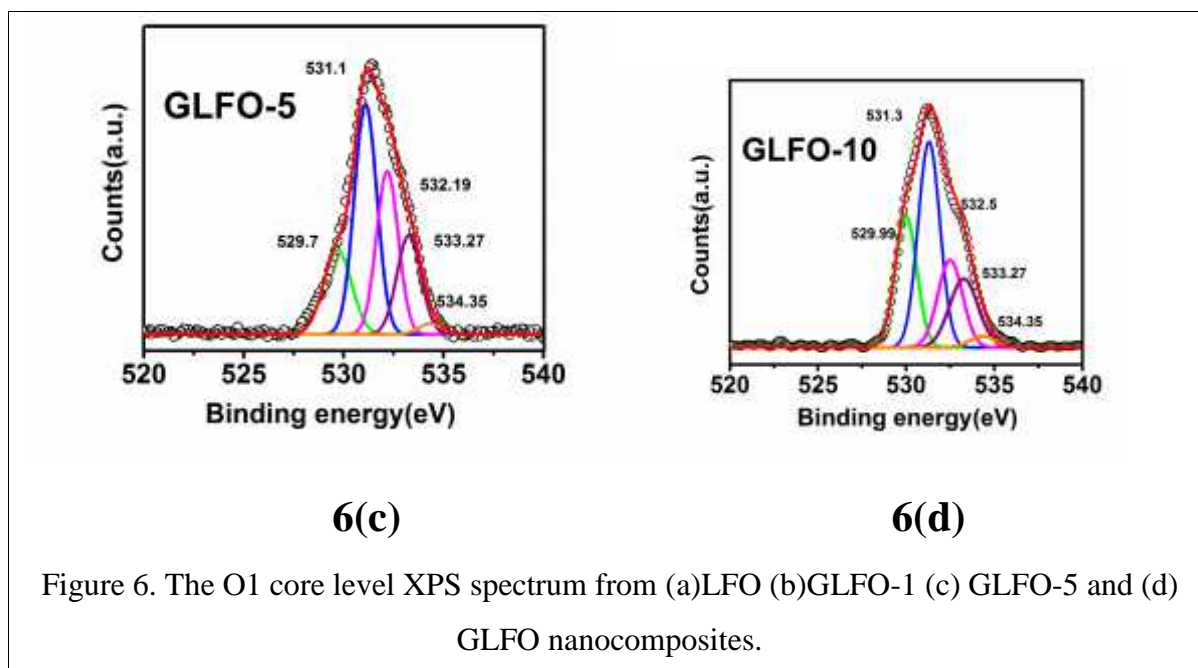 GLFO-5
531.1
532.19
529.7
533.27
534.35
Counts(a.u.)
520 525 530 535 540
Binding energy(eV)
GLFO-10
531.3
532.5
529.99
533.27
534.35
Counts(a.u.)
520 525 530 535 540
Binding energy(eV)
6(c) 6(d)
Figure 6. The O1 core level XPS spectrum from (a)LFO (b)GLFO-1 (c) GLFO-5 and (d)
GLFO nanocomposites.